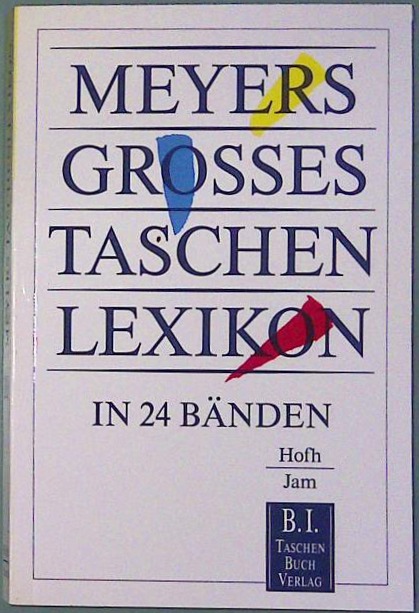 MEYERS
GROSSES
TASCHEN
LEXIKON
IN 24 BÄNDEN
Hofh
Jam
B. I.
TASCHEN
BUCH
VERLAG